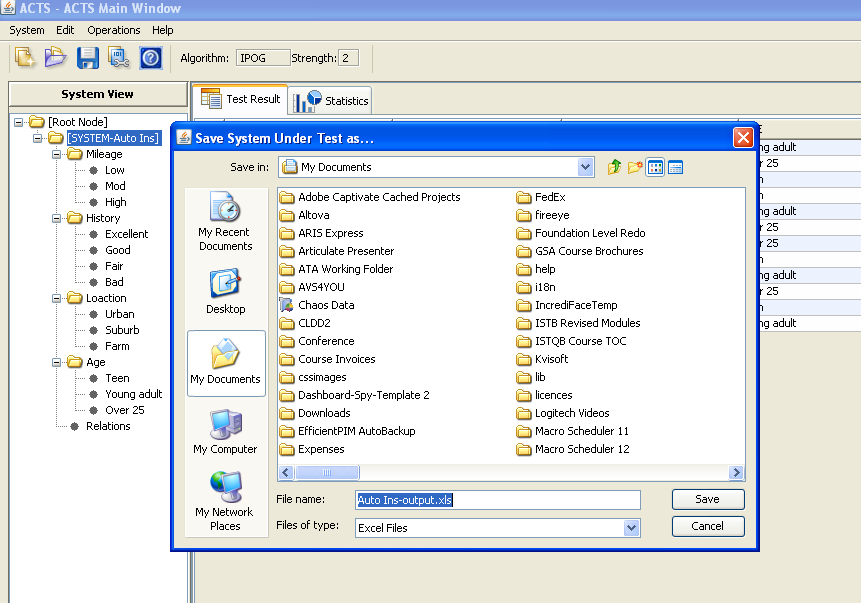 ACTS - ACTS Main Window
System Edit Operations Help
Algorithm: IPOG Strength: 2
System View
Test Result
Statistics
[Root Node]
[SYSTEM-Auto Ins]
Mileage
Low
Mod
High
History
Excellent
Good
Fair
Bad
Loaction
Urban
Suburb
Farm
Age
Teen
Young adult
Over 25
Relations
Save System Under Test as...
Save in: My Documents
My Recent
Documents
Desktop
My Documents
My Computer
My Network
Places
Adobe Captivate Cached Projects
Altova
ARIS Express
Articulate Presenter
ATA Working Folder
AVS4YOU
Chaos Data
CLDD2
Conference
Course Invoices
cssimages
Dashboard-Spy-Template 2
Downloads
EfficientPIM AutoBackup
Expenses
FedEx
fireeye
Foundation Level Redo
GSA Course Brochures
help
i18n
IncrediFaceTemp
ISTB Revised Modules
ISTQB Course TOC
Kvisoft
lib
licences
Logitech Videos
Macro Scheduler 11
Macro Scheduler 12
File name: Auto Ins-output.xls
Save
Files of type: Excel Files
Cancel
E
ng adult
r 25
n
ng adult
r 25
r 25
n
ng adult
r 25
n
ng adult